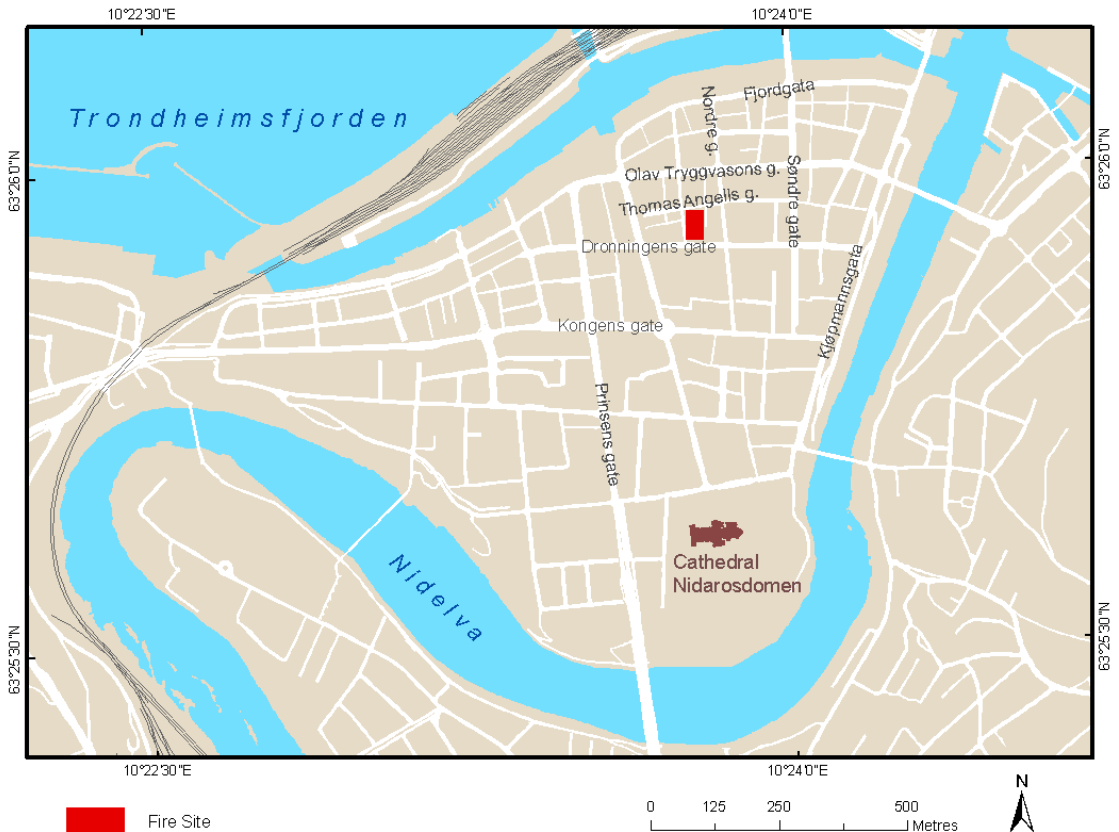 10°22'30"E
10°24'0"E
Trondheimsfjorden
Fjordgata
Nordre g.
63°26'0"N
63°26'0"N
Olav Tryggvasons g.
Søndre gate
Thomas Angells g.
Dronningens gate
Kjøpmannsgata
Kongens gate
Prinsens gate
Nidelva
Cathedral
Nidarosdomen
63°25'30"N
63°25'30"N
10°22'30"E
10°24'0"E
Fire Site
0 125 250 500
Metres
N